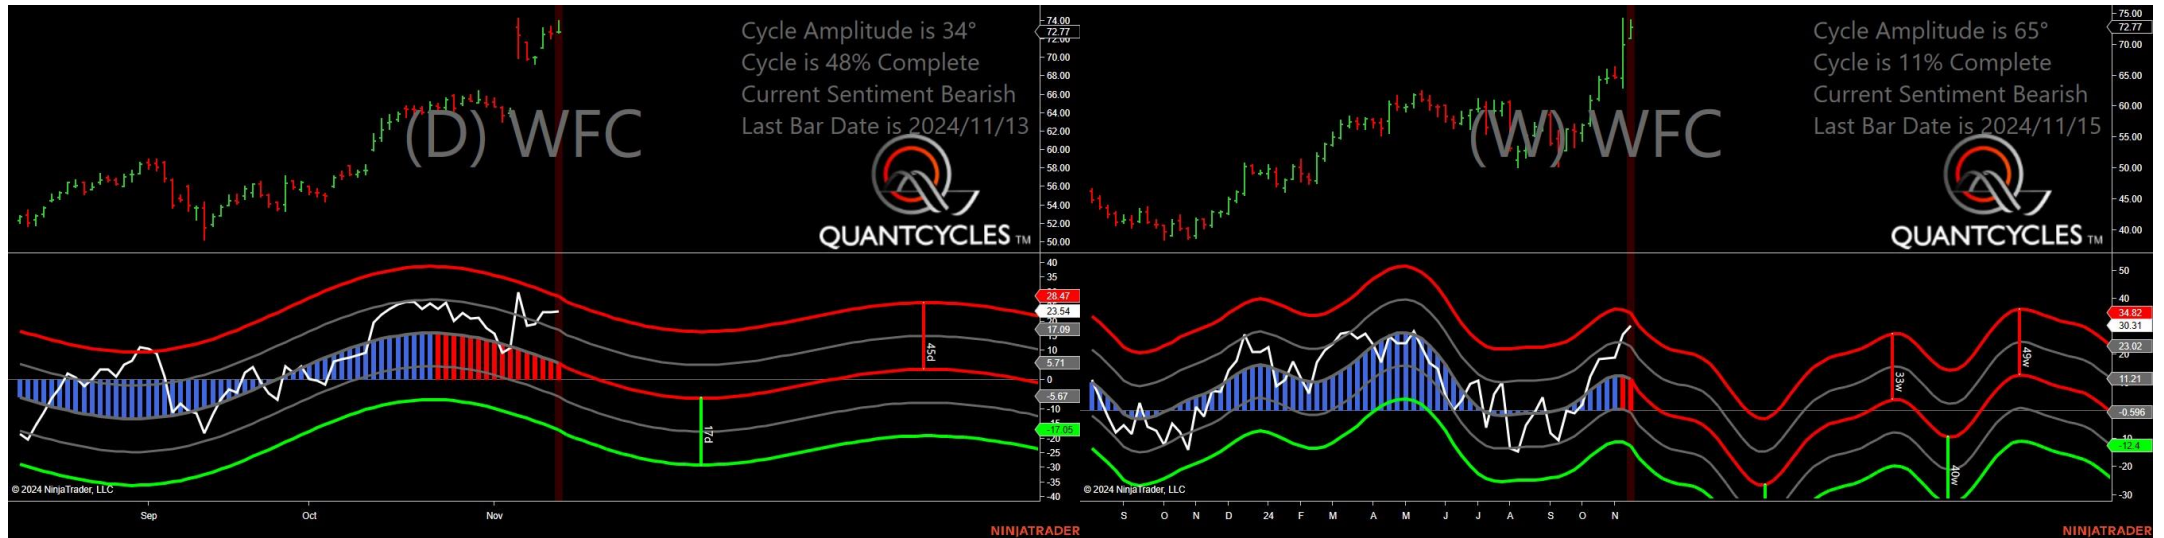 Cycle Amplitude is 34°
Cycle is 48% Complete
Current Sentiment Bearish
Last Bar Date is 2024/11/13
(D) WFC
QUANTCYCLES TM
74.00
72.77
72.00
70.00
68.00
66.00
64.00
62.00
60.00
58.00
56.00
54.00
52.00
50.00
40
35
28.47
23.54
20
17.09
15
10
5.71
0
-5.67
-10
-17.05
-20
-25
-30
-35
-40
45d
17d
© 2024 NinjaTrader, LLC
Sep Oct Nov
NINJATRADER
Cycle Amplitude is 65°
Cycle is 11% Complete
Current Sentiment Bearish
Last Bar Date is 2024/11/15
(W) WFC
QUANTCYCLES TM
75.00
72.77
70.00
65.00
60.00
55.00
50.00
45.00
40.00
50
40
34.82
30.31
23.02
20
11.21
-0.596
-10
-12.4
-20
-30
33w
49w
40w
© 2024 NinjaTrader, LLC
S O N D 24 F M A M J J A S O N
NINJATRADER